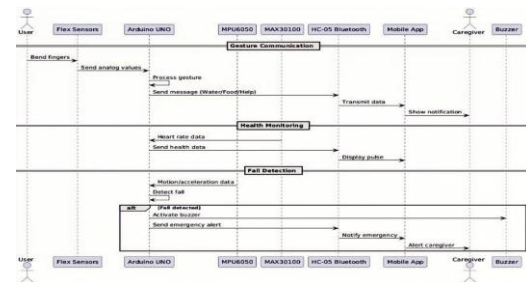 User Flex Sensors Arduino UNO MPU6050 MAX30100 HC-05 Bluetooth Mobile App Caregiver Buzzer
Gesture Communication
Bend fingers
Send analog values
Process gesture
Send message (Water/Food/Help)
Transmit data
Show notification
Health Monitoring
Heart rate data
Send health data
Display pulse
Fall Detection
Motion/acceleration data
Detect fall
alt [Fall detected]
Activate buzzer
Send emergency alert
Notify emergency
Alert caregiver
User Flex Sensors Arduino UNO MPU6050 MAX30100 HC-05 Bluetooth Mobile App Caregiver Buzzer